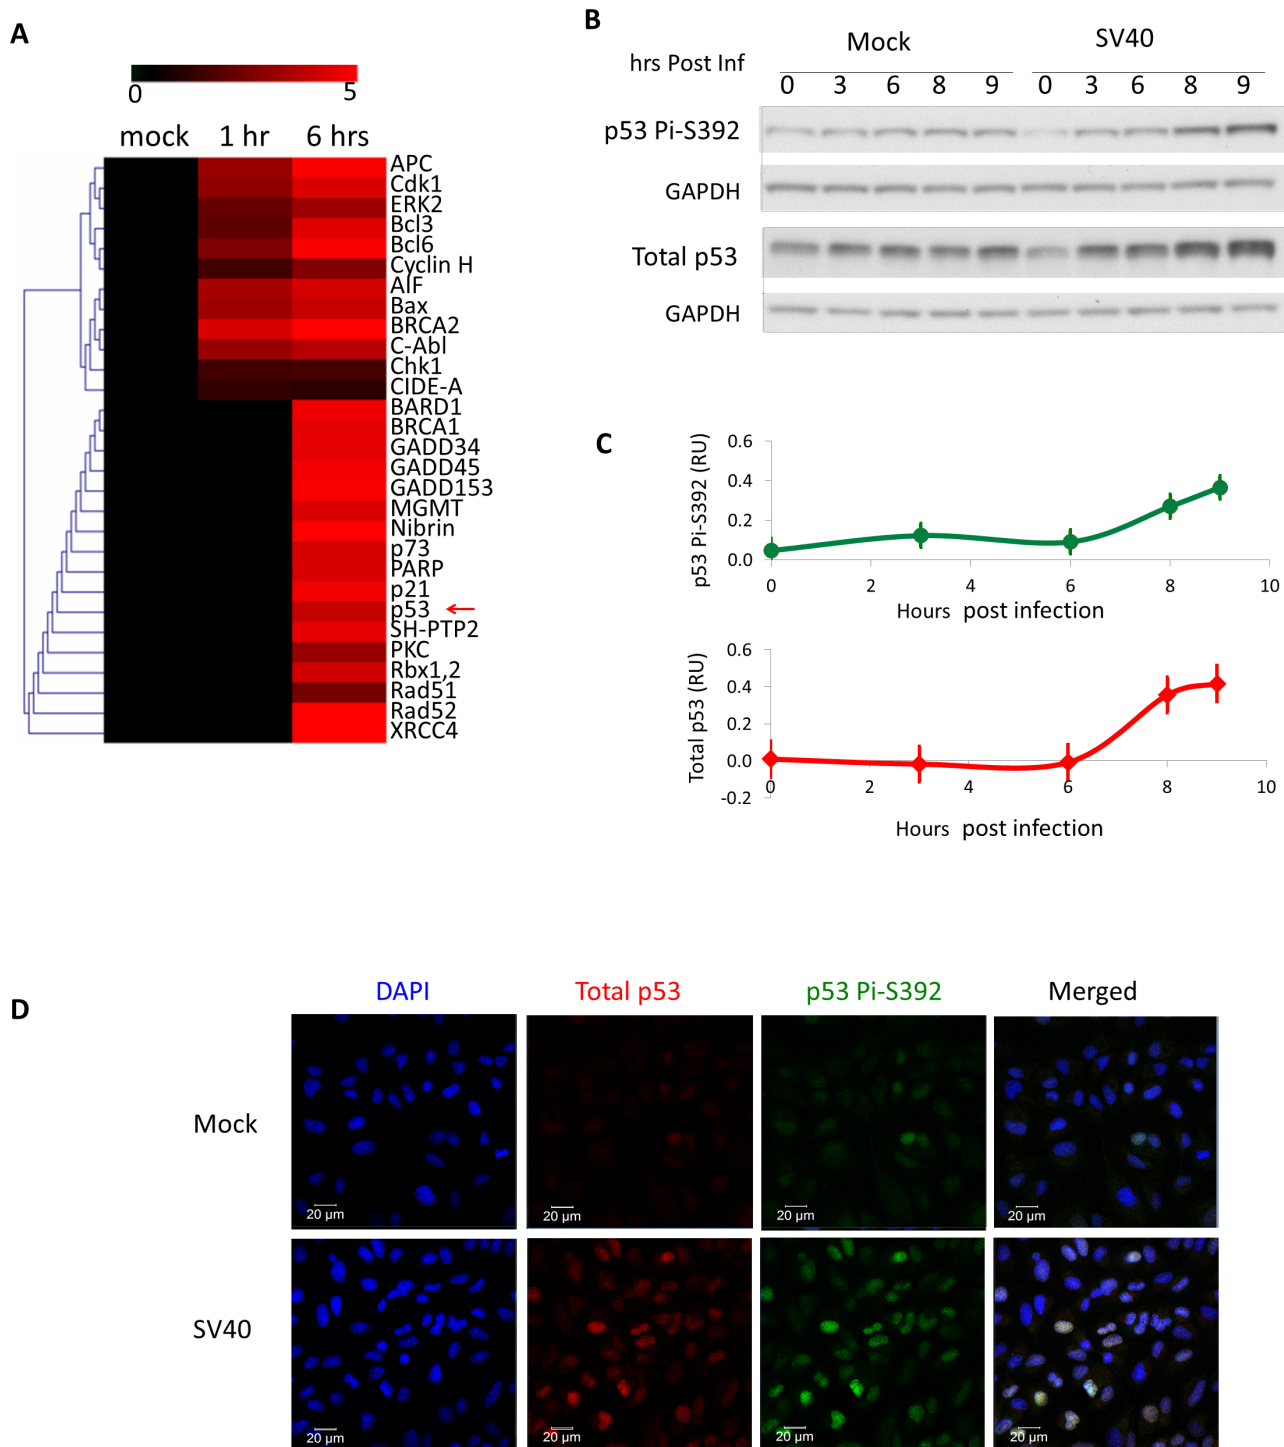 A
0 5
mock 1 hr 6 hrs
APC
Cdk1
ERK2
Bcl3
Bcl6
Cyclin H
AIF
Bax
BRCA2
C-Abl
Chk1
CIDE-A
BARD1
BRCA1
GADD34
GADD45
GADD153
MGMT
Nibrin
p73
PARP
p21
p53
SH-PTP2
PKC
Rbx1,2
Rad51
Rad52
XRCC4
B
Mock SV40
hrs Post Inf
0 3 6 8 9 0 3 6 8 9
p53 Pi-S392
GAPDH
Total p53
GAPDH
C
p53 Pi-S392 (RU)
0.6
0.4
0.2
0.0
0 2 4 6 8 10
Hours post infection
Total p53 (RU)
0.6
0.4
0.2
0.0
-0.2
0 2 4 6 8 10
Hours post infection
D
DAPI Total p53 p53 Pi-S392 Merged
Mock
20 µm 20 µm 20 µm 20 µm
SV40
20 µm 20 µm 20 µm 20 µm